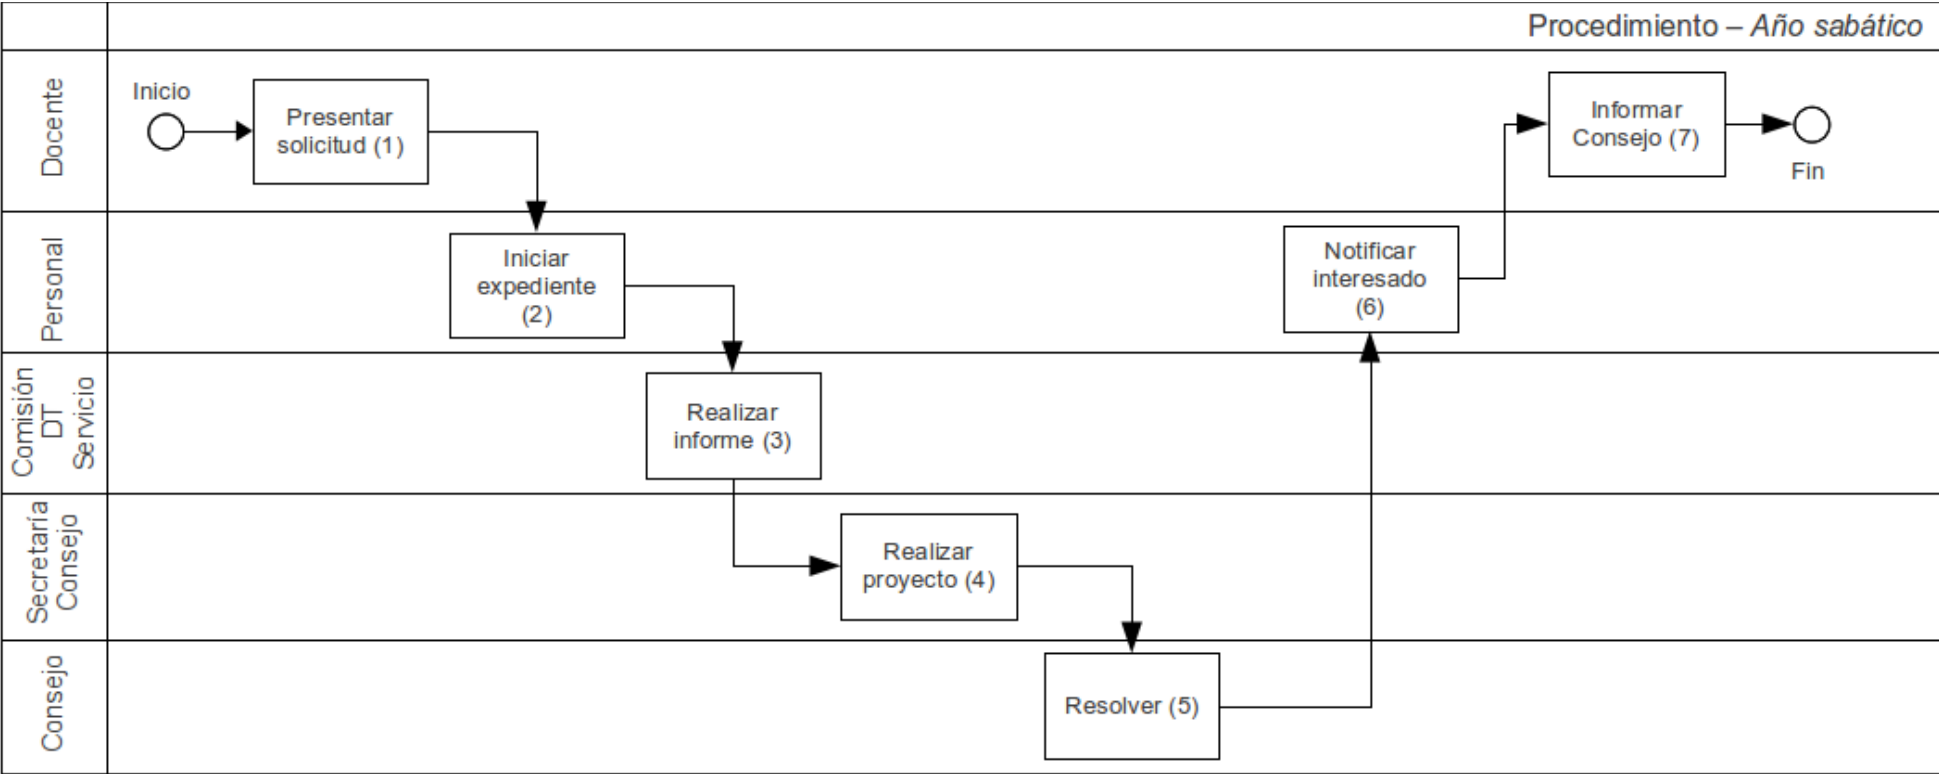 Procedimiento – Año sabático
Docente
Inicio
Presentar
solicitud (1)
Informar
Consejo (7)
Fin
Personal
Iniciar
expediente
(2)
Notificar
interesado
(6)
Comisión
DT
Servicio
Realizar
informe (3)
Secretaría
Consejo
Realizar
proyecto (4)
Consejo
Resolver (5)